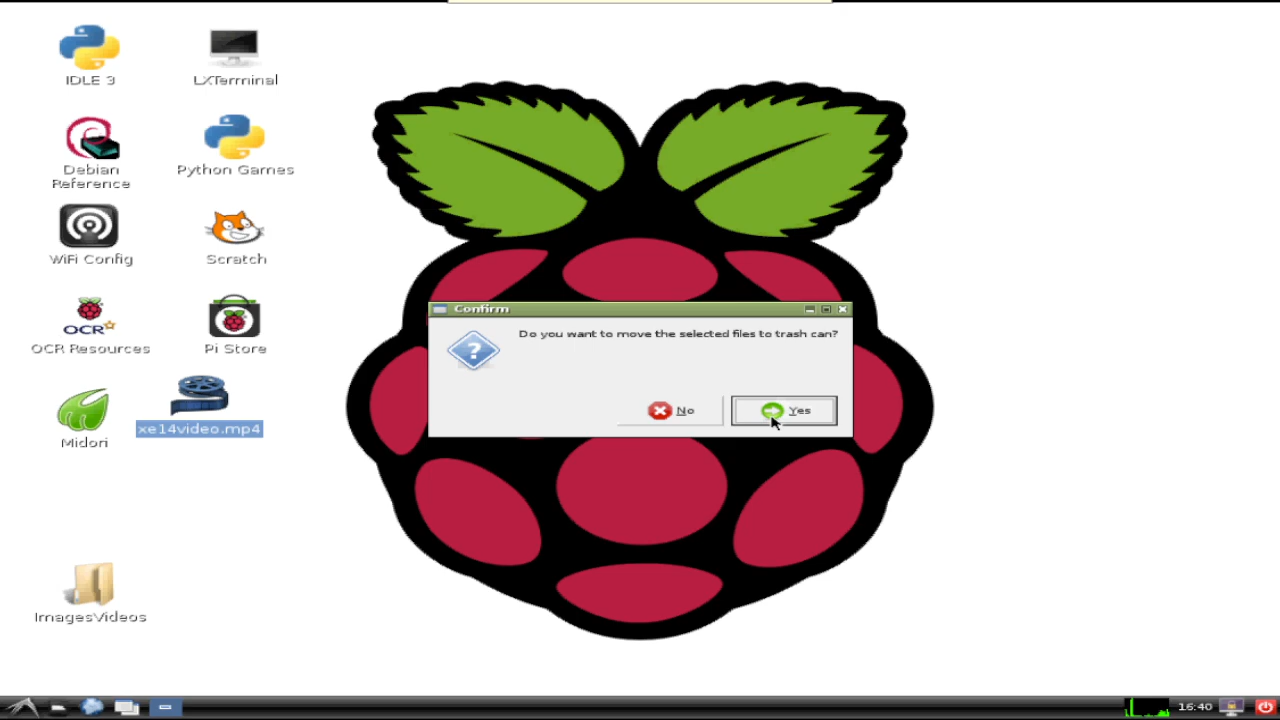 IDLE 3
LXTerminal
Debian
Reference
Python Games
WiFi Config
Scratch
OCR
OCR Resources
Pi Store
Midori
xe14video.mp4
ImagesVideos
Confirm
Do you want to move the selected files to trash can?
No
Yes
16:40